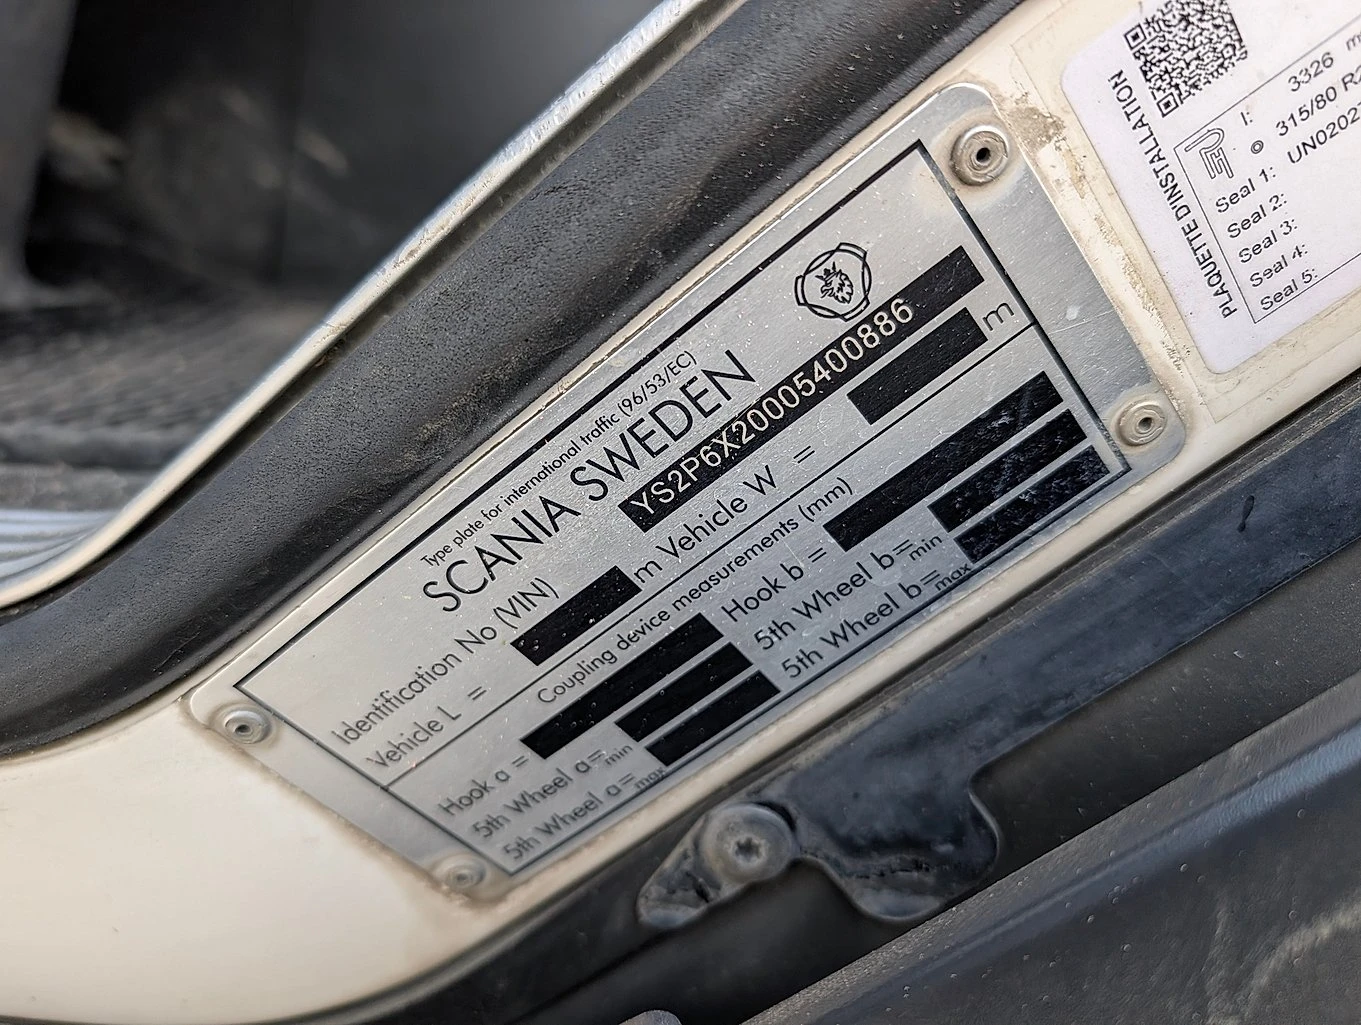 Type plate for international traffic (96/53/EC)
SCANIA SWEDEN
Identification No (VIN) YS2P6X20005400886
Vehicle L = m Vehicle W = m
Coupling device measurements (mm)
Hook a = Hook b =
5th Wheel a= min 5th Wheel b= min
5th Wheel a= max 5th Wheel b= max
PLAQUETTE D'INSTALLATION
l: 3326
315/80
Seal 1:
Seal 2:
Seal 3:
Seal 4:
Seal 5: